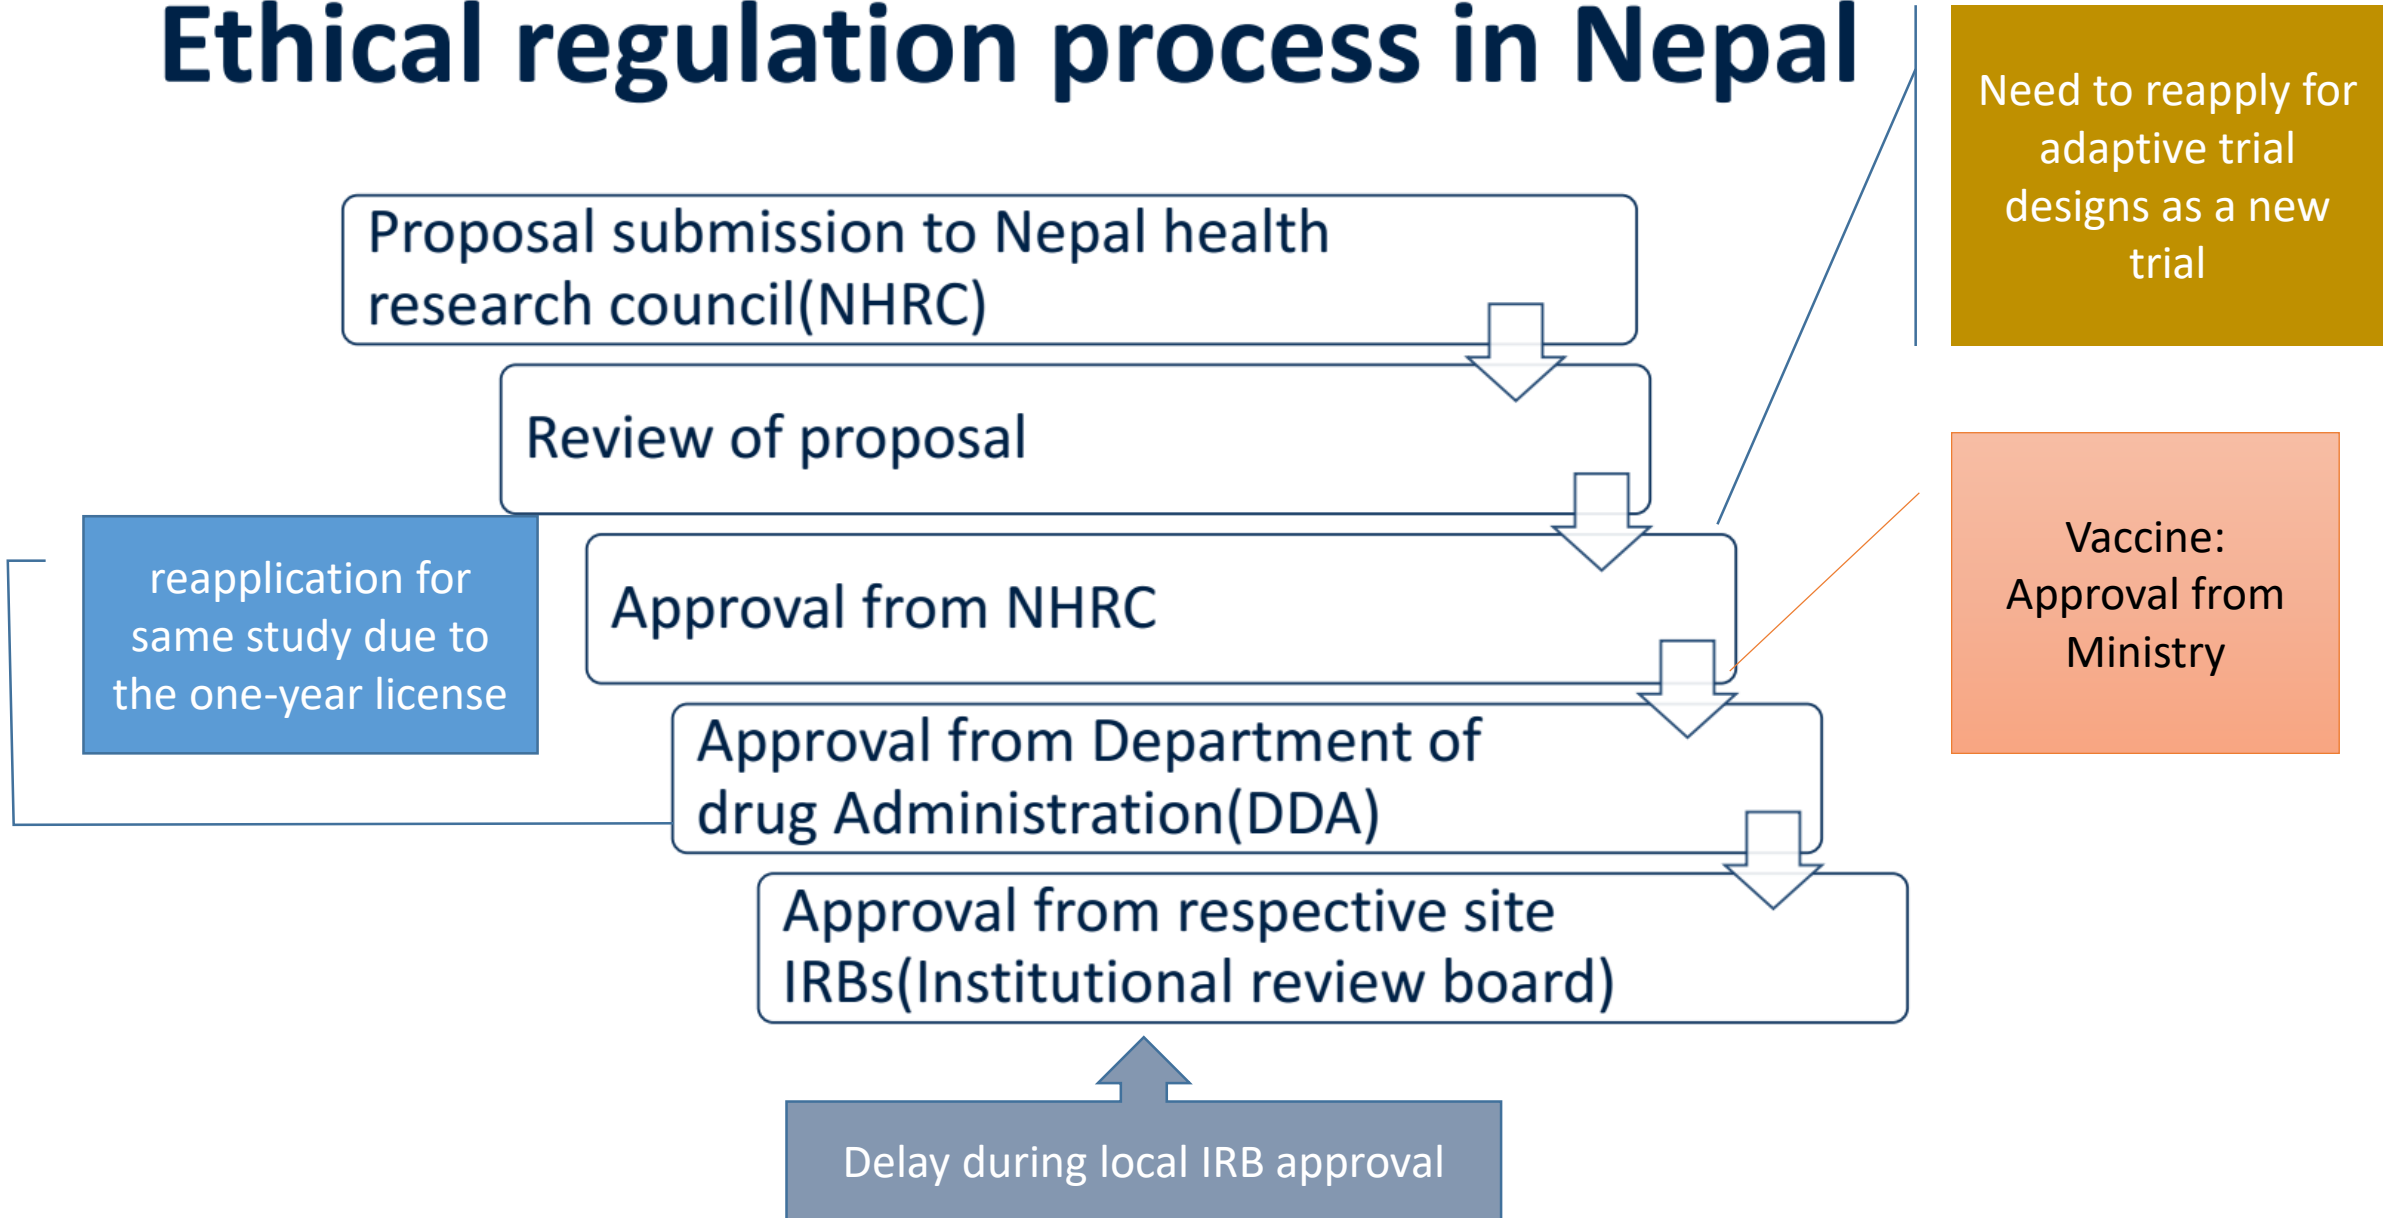 Ethical regulation process in Nepal
Need to reapply for
adaptive trial
designs as a new
trial
Proposal submission to Nepal health
research council(NHRC)
Review of proposal
Vaccine:
Approval from
Ministry
reapplication for
same study due to
the one-year license
Approval from NHRC
Approval from Department of
drug Administration(DDA)
Approval from respective site
IRBs(Institutional review board)
Delay during local IRB approval